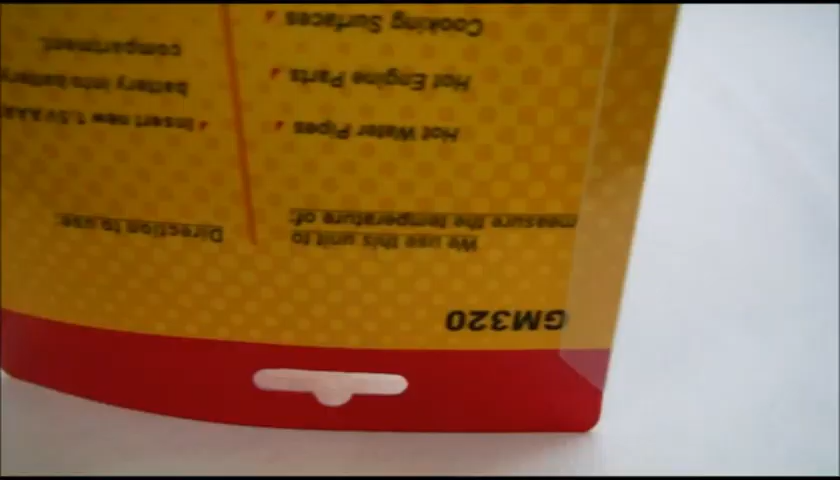 GM320
We use this unit to
measure the temperature of:
Hot Water Pipes
Hot Engine Parts
Cooking Surfaces
Direction to use:
Insert new 1.5V AAA
battery into battery
compartment.